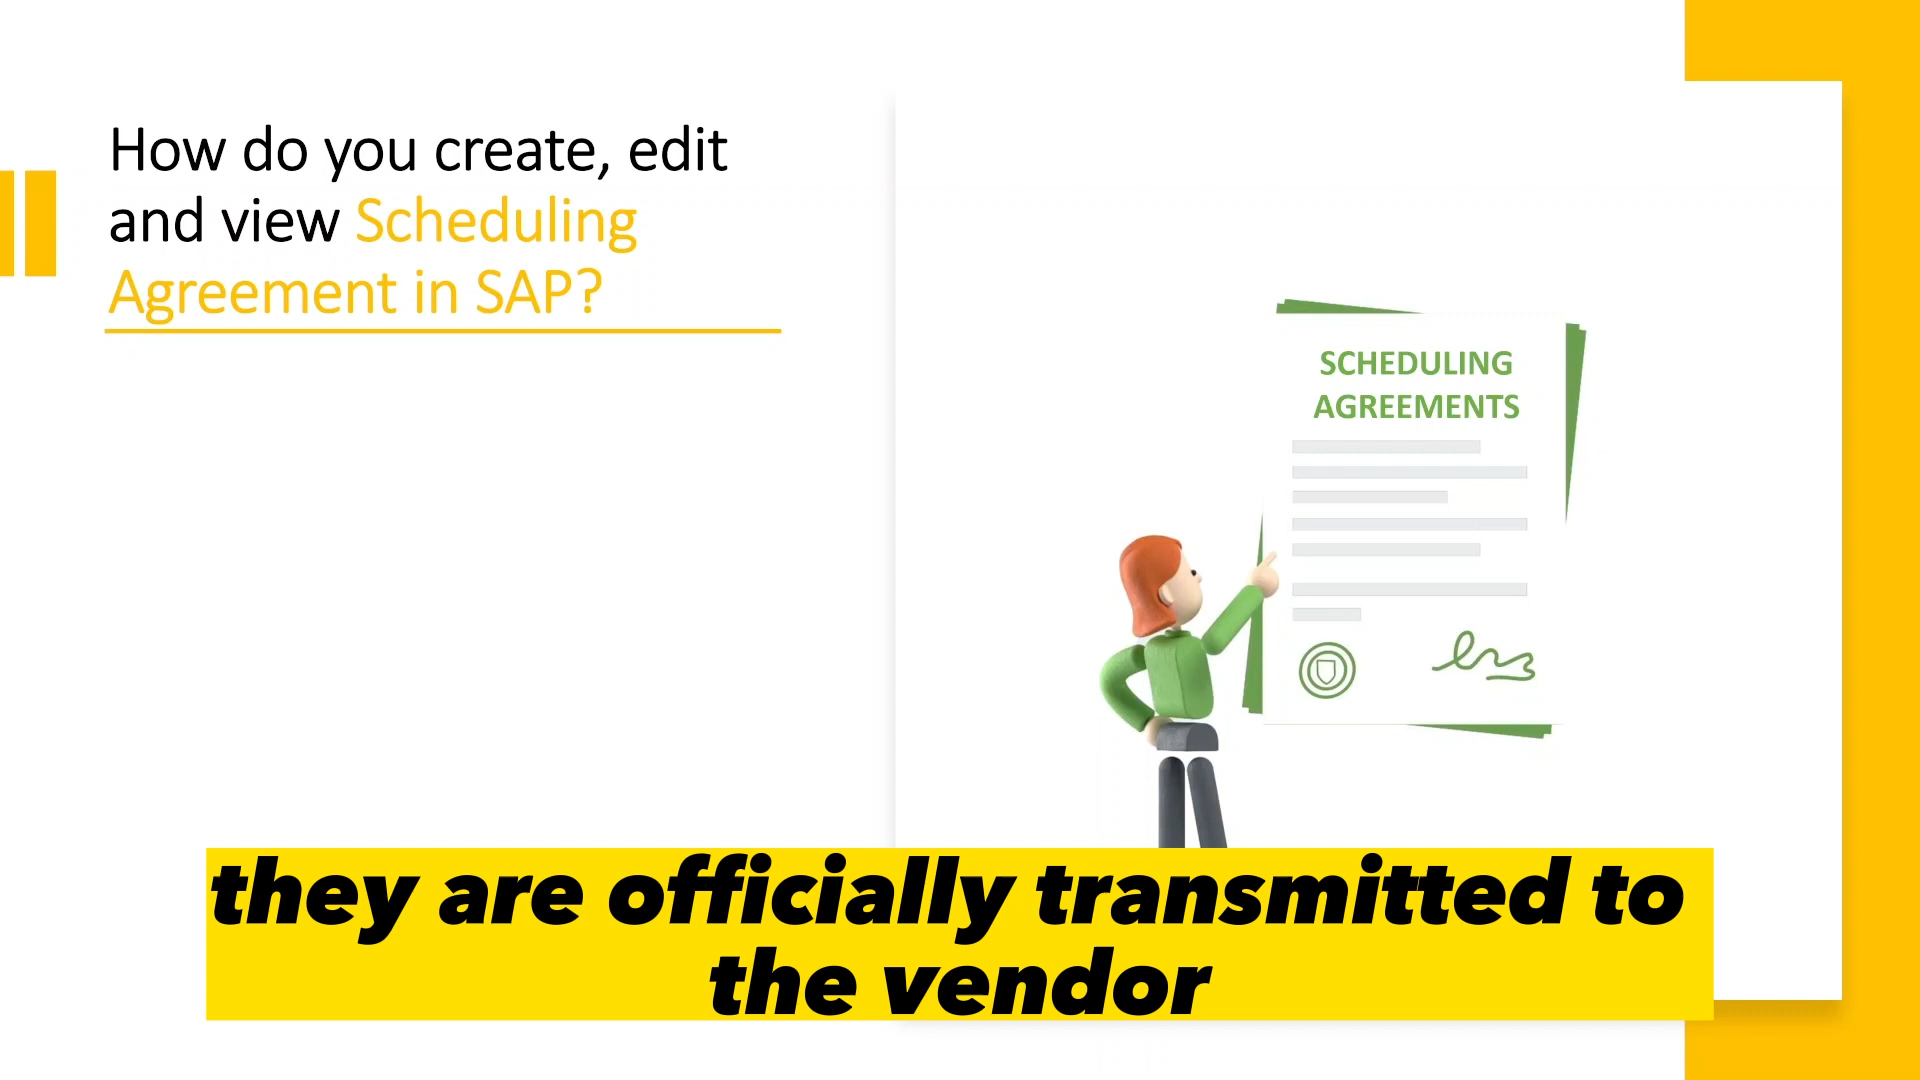 How do you create, edit
and view Scheduling
Agreement in SAP?
SCHEDULING
AGREEMENTS
they are officially transmitted to
the vendor